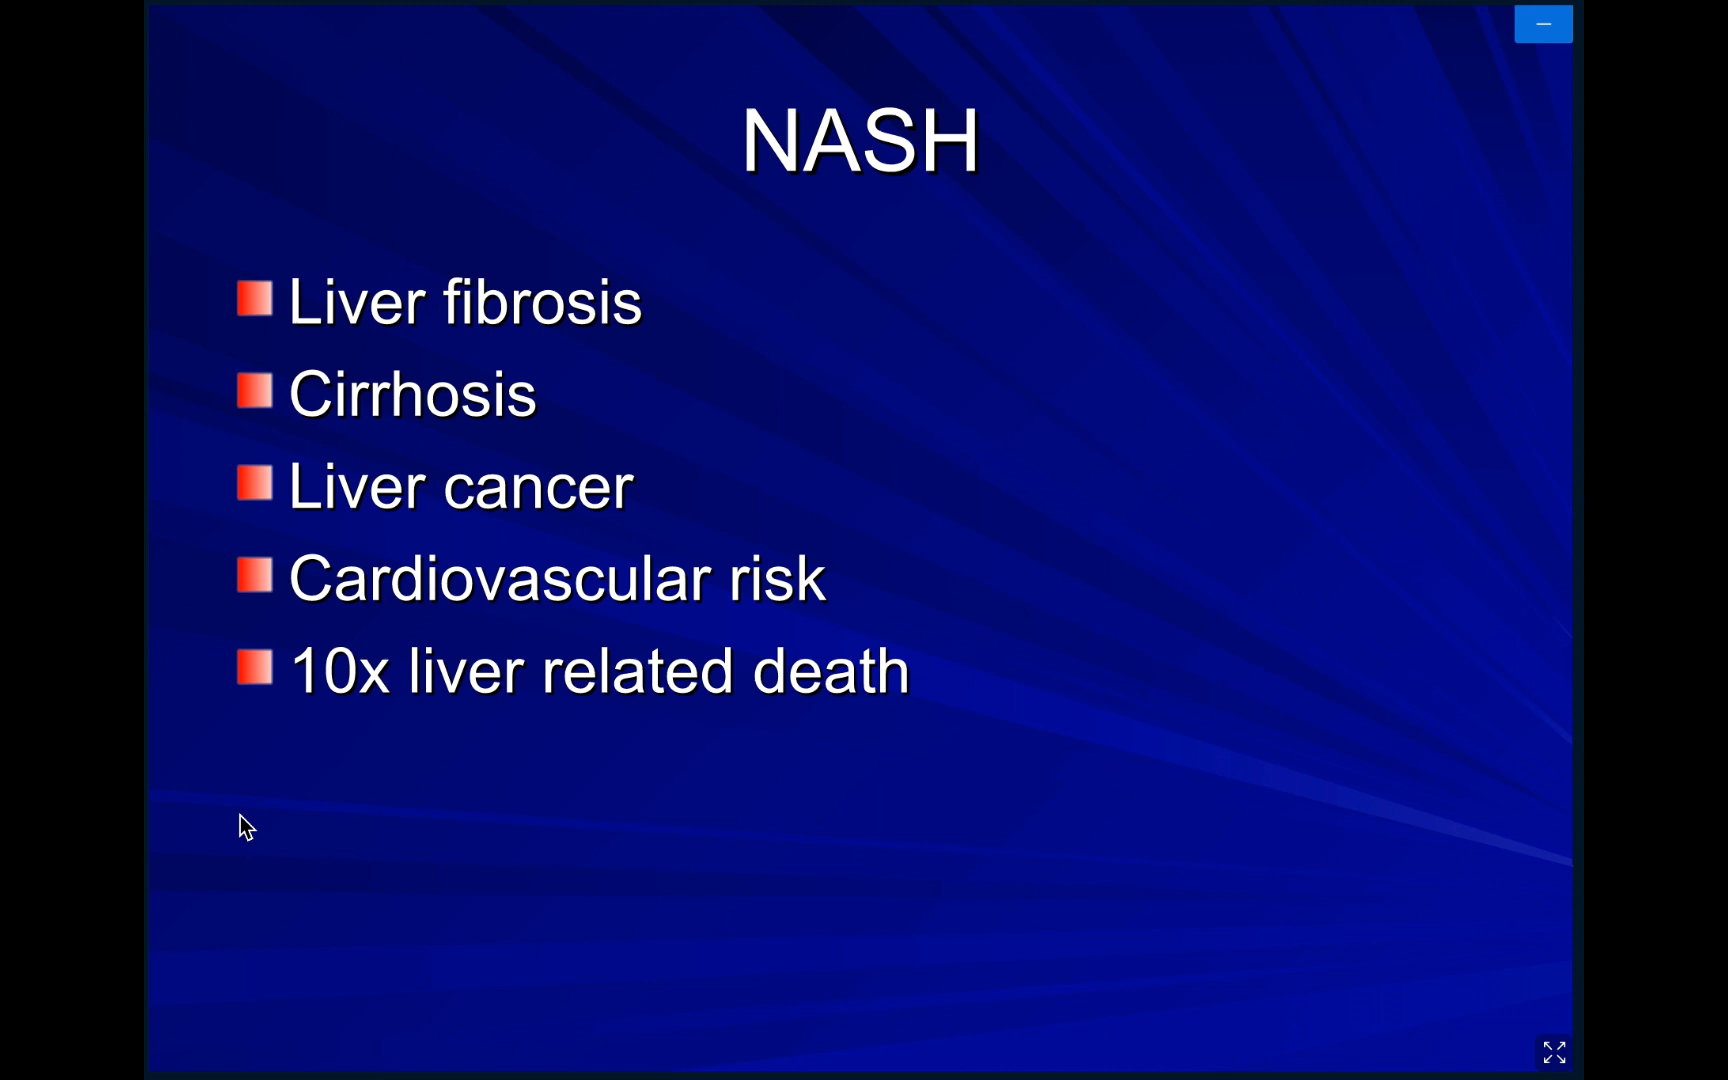 NASH
Liver fibrosis
Cirrhosis
Liver cancer
Cardiovascular risk
10x liver related death